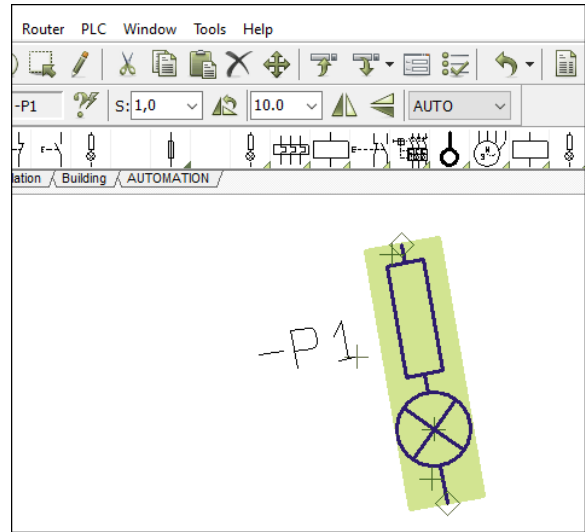 Router PLC Window Tools Help
-P1 S: 1,0 10.0 AUTO
lation Building AUTOMATION
-P1